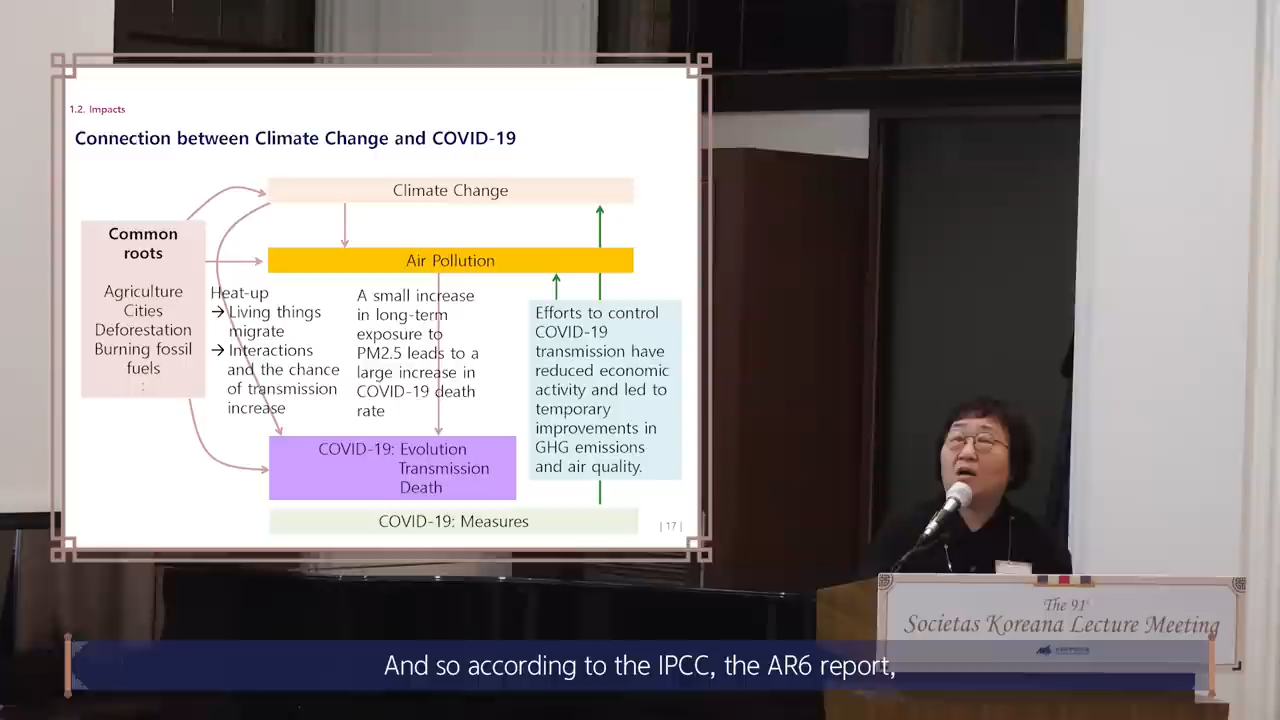 1.2. Impacts
Connection between Climate Change and COVID-19
Climate Change
Common
roots
Agriculture
Cities
Deforestation
Burning fossil
fuels
:
Air Pollution
Heat-up
→ Living things
migrate
→ Interactions
and the chance
of transmission
increase
A small increase
in long-term
exposure to
PM2.5 leads to a
large increase in
COVID-19 death
rate
Efforts to control
COVID-19
transmission have
reduced economic
activity and led to
temporary
improvements in
GHG emissions
and air quality.
COVID-19: Evolution
Transmission
Death
COVID-19: Measures
| 17 |
The 91st
Societas Koreana Lecture Meeting
And so according to the IPCC, the AR6 report,